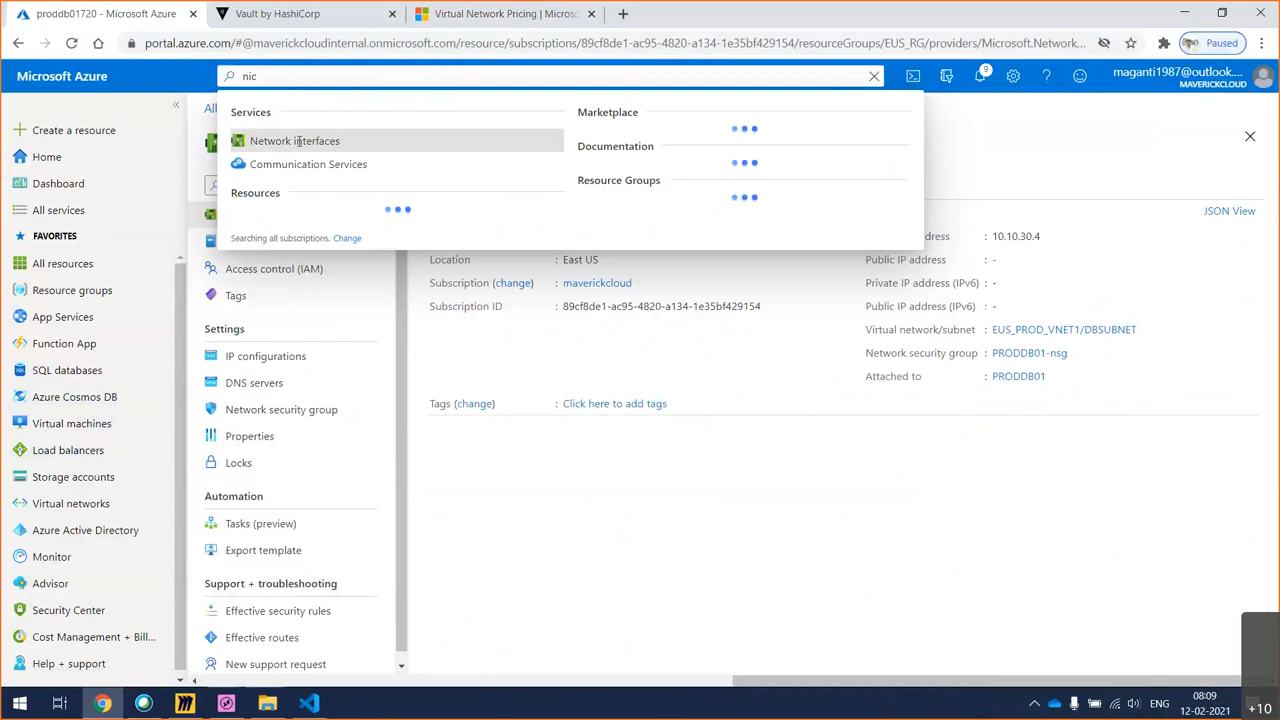 proddb01720 - Microsoft Azure
Vault by HashiCorp
Virtual Network Pricing | Micros
portal.azure.com/#@maverickcloudinternal.onmicrosoft.com/resource/subscriptions/89cf8de1-ac95-4820-a134-1e35bf429154/resourceGroups/EUS_RG/providers/Microsoft.Network...
Paused
Microsoft Azure
nic
9
maganti1987@outlook....
MAVERICKCLOUD
Create a resource
Home
Dashboard
All services
FAVORITES
All resources
Resource groups
App Services
Function App
SQL databases
Azure Cosmos DB
Virtual machines
Load balancers
Storage accounts
Virtual networks
Azure Active Directory
Monitor
Advisor
Security Center
Cost Management + Bill...
Help + support
All
Services
Network interfaces
Communication Services
Resources
Searching all subscriptions. Change
Marketplace
Documentation
Resource Groups
Access control (IAM)
Tags
Settings
IP configurations
DNS servers
Network security group
Properties
Locks
Automation
Tasks (preview)
Export template
Support + troubleshooting
Effective security rules
Effective routes
New support request
JSON View
Location : East US
Subscription (change) : maverickcloud
Subscription ID : 89cf8de1-ac95-4820-a134-1e35bf429154
Tags (change) : Click here to add tags
dress : 10.10.30.4
Public IP address : -
Private IP address (IPv6) : -
Public IP address (IPv6) : -
Virtual network/subnet : EUS_PROD_VNET1/DBSUBNET
Network security group : PRODDB01-nsg
Attached to : PRODDB01
ENG
08:09
12-02-2021
+10